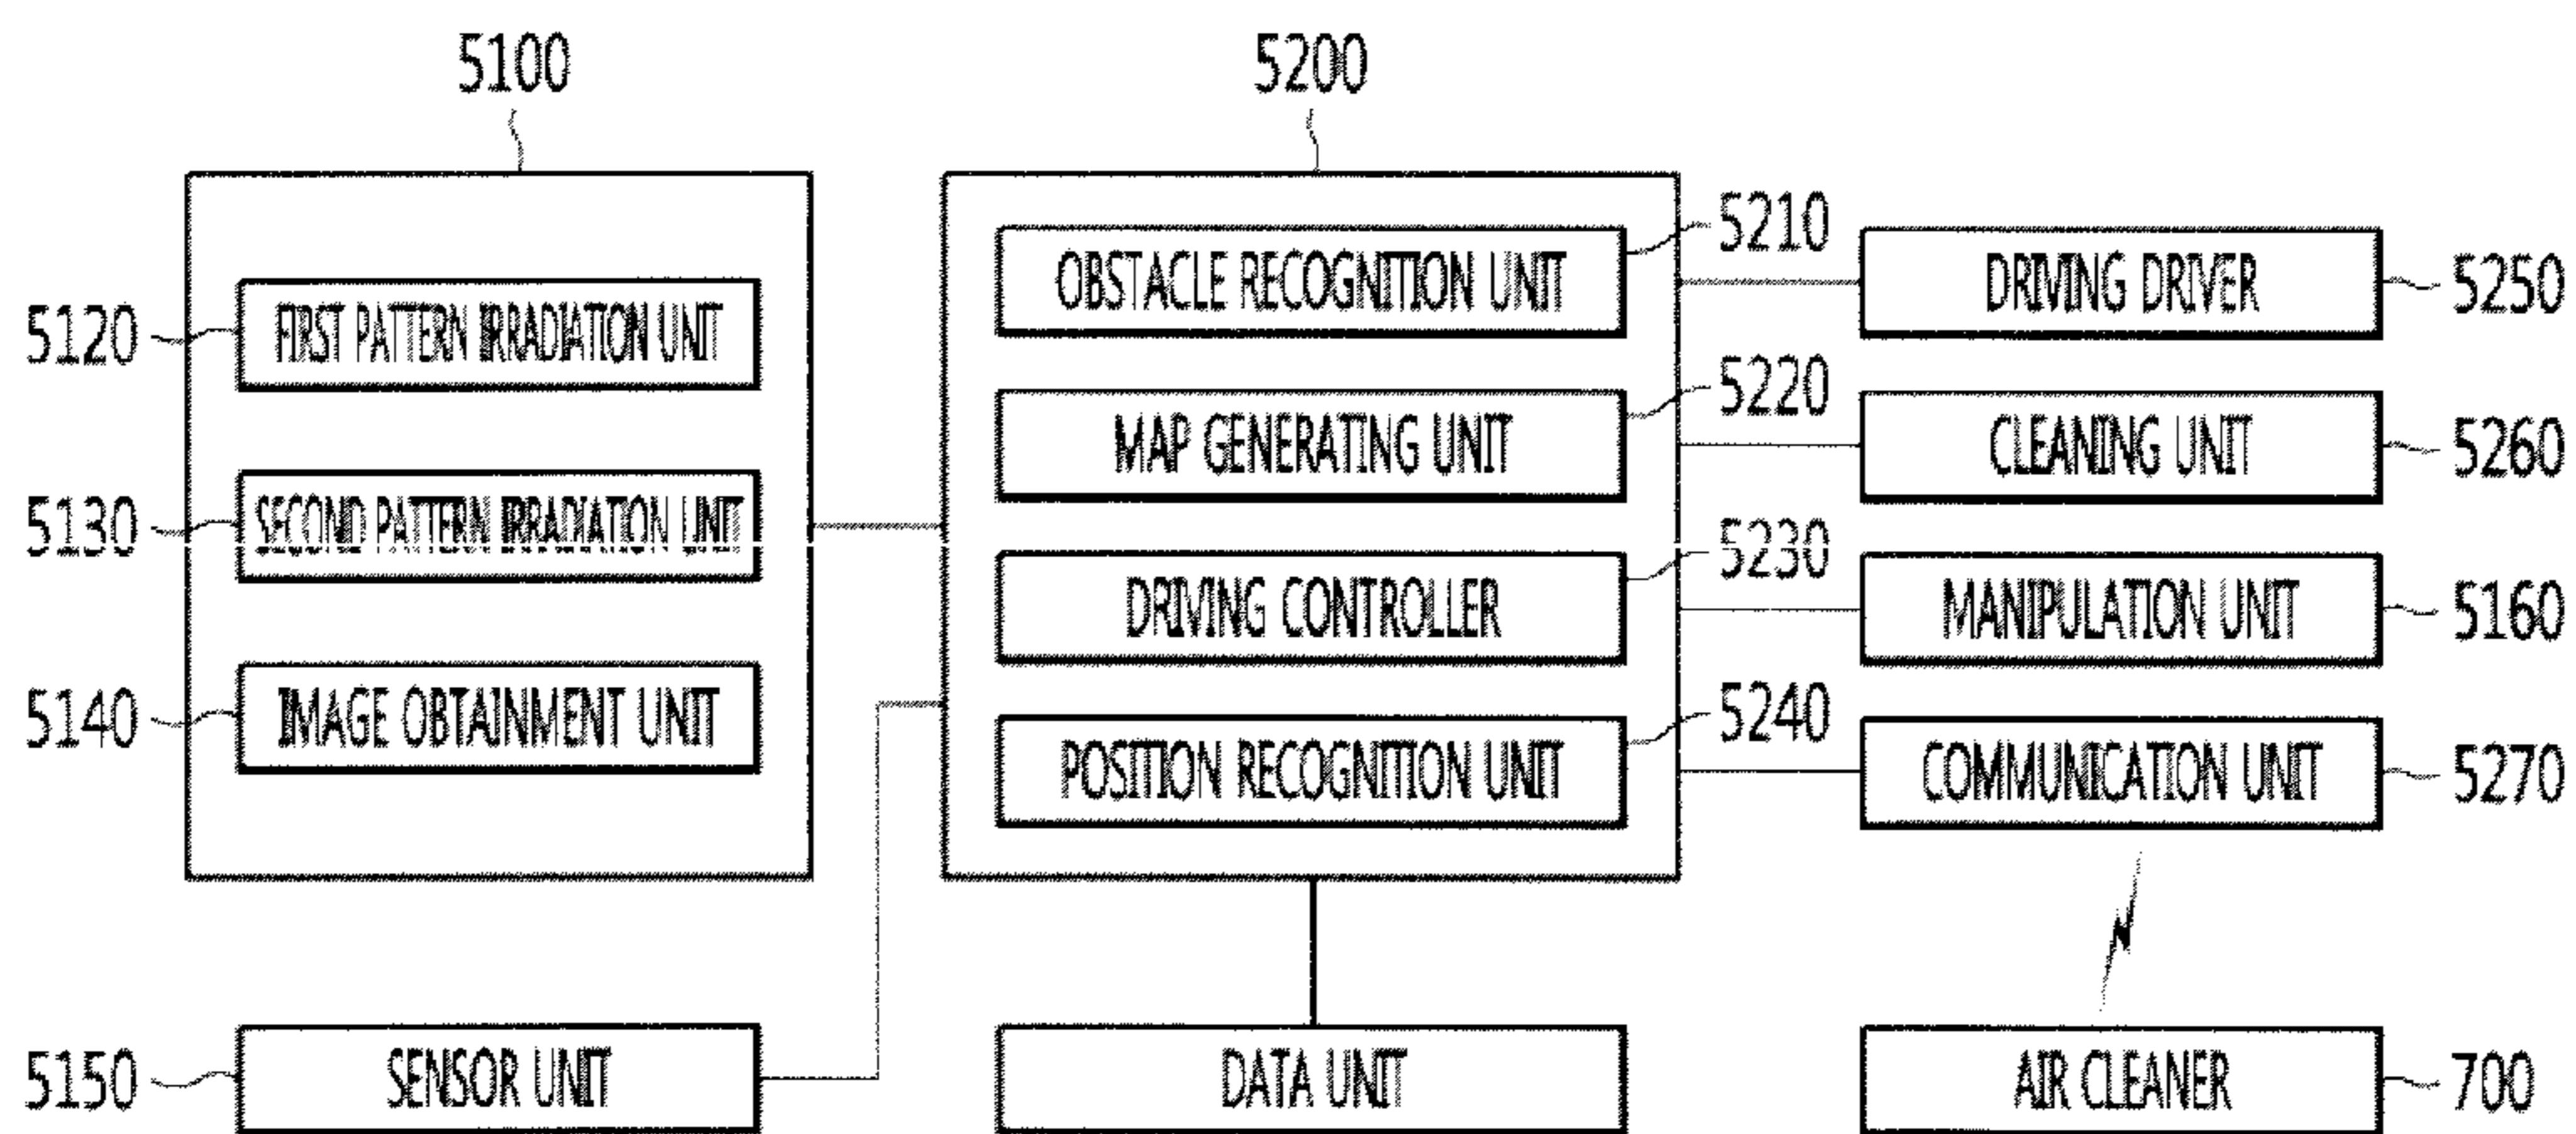 5100
5200
5210
OBSTACLE RECOGNITION UNIT
DRIVING DRIVER
5250
5120
FIRST PATTERN IRRADIATION UNIT
5220
MAP GENERATING UNIT
CLEANING UNIT
5260
5130
SECOND PATTERN IRRADIATION UNIT
5230
DRIVING CONTROLLER
MANIPULATION UNIT
5160
5140
IMAGE OBTAINMENT UNIT
5240
POSITION RECOGNITION UNIT
COMMUNICATION UNIT
5270
5150
SENSOR UNIT
DATA UNIT
AIR CLEANER
700